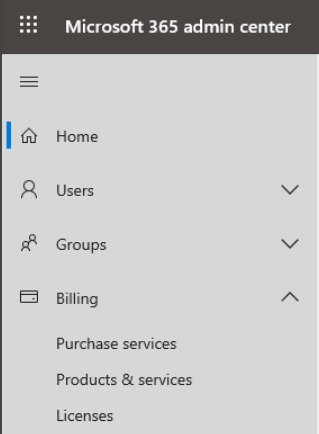 Microsoft 365 admin center
Home
Users
Groups
Billing
Purchase services
Products & services
Licenses